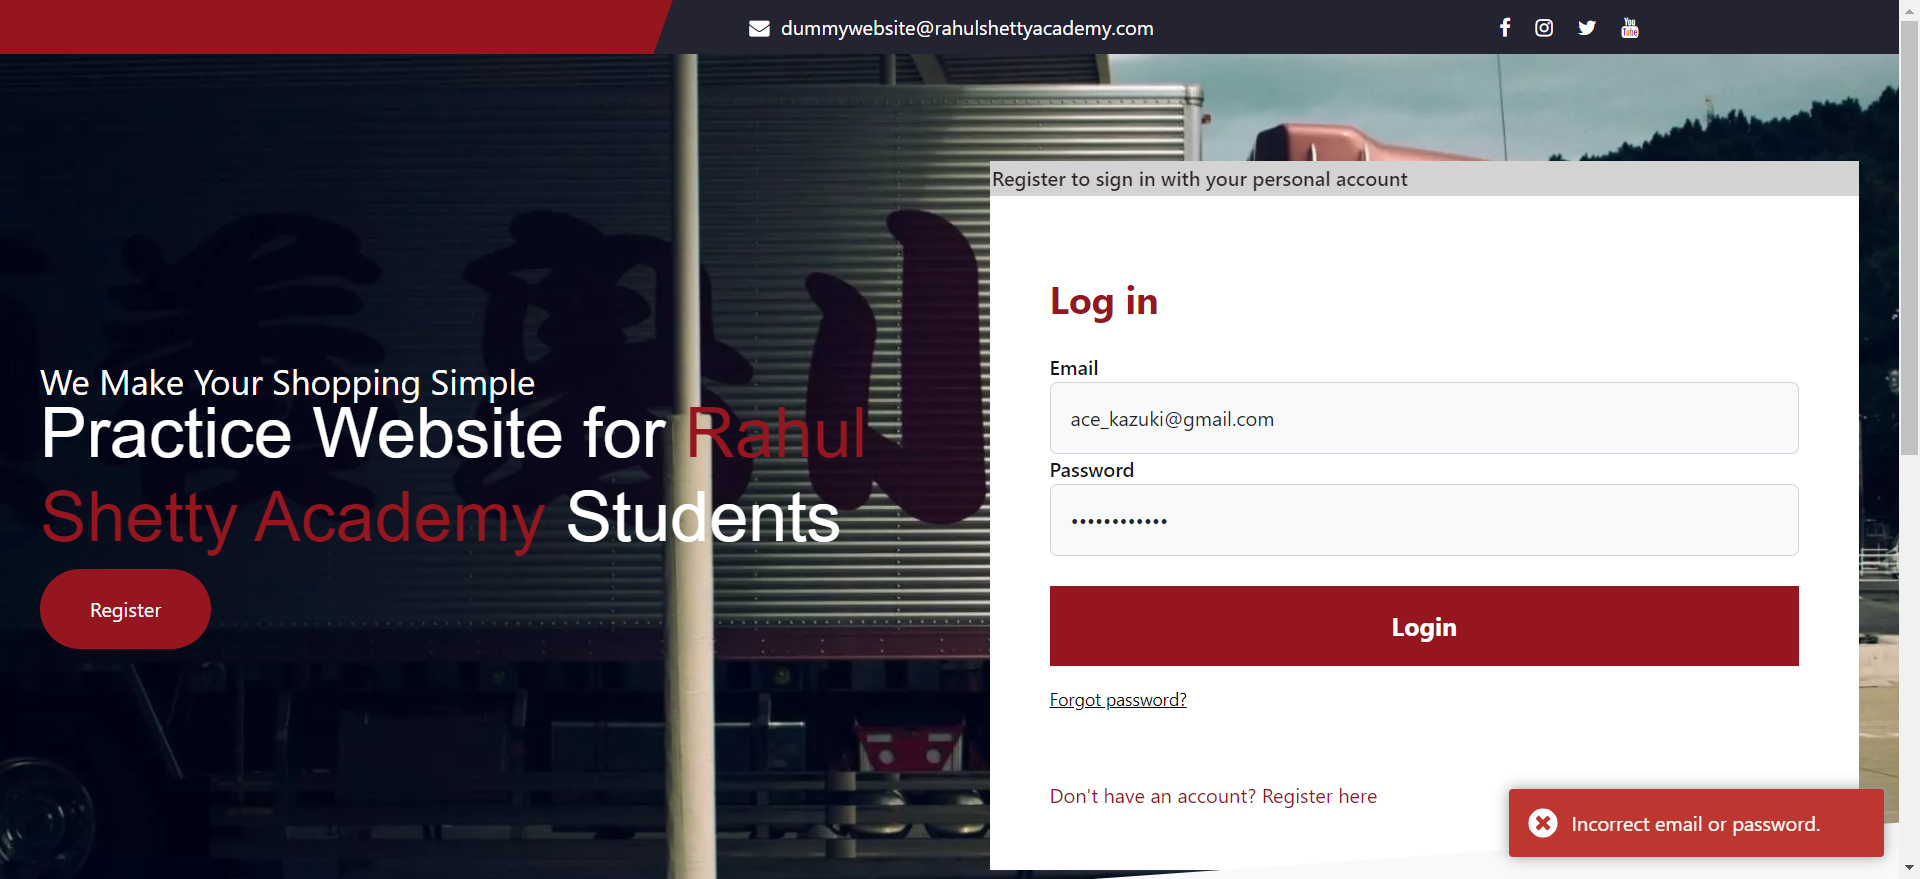 dummywebsite@rahulshettyacademy.com
Register to sign in with your personal account
We Make Your Shopping Simple
Practice Website for Rahul
Shetty Academy Students
Register
Log in
Email
ace_kazuki@gmail.com
Password
••••••••••••
Login
Forgot password?
Don't have an account? Register here
Incorrect email or password.